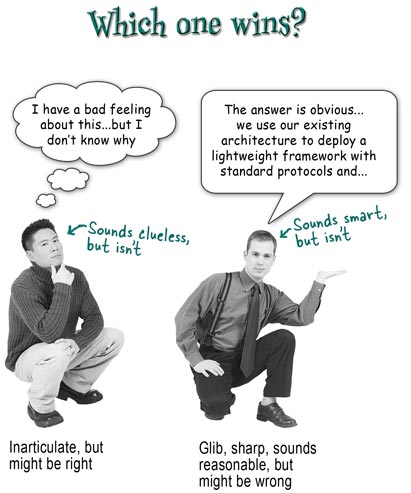 Which one wins?
I have a bad feeling
about this...but I
don't know why
The answer is obvious...
we use our existing
architecture to deploy a
lightweight framework with
standard protocols and...
Sounds clueless,
but isn't
Sounds smart,
but isn't
Inarticulate, but
might be right
Glib, sharp, sounds
reasonable, but
might be wrong